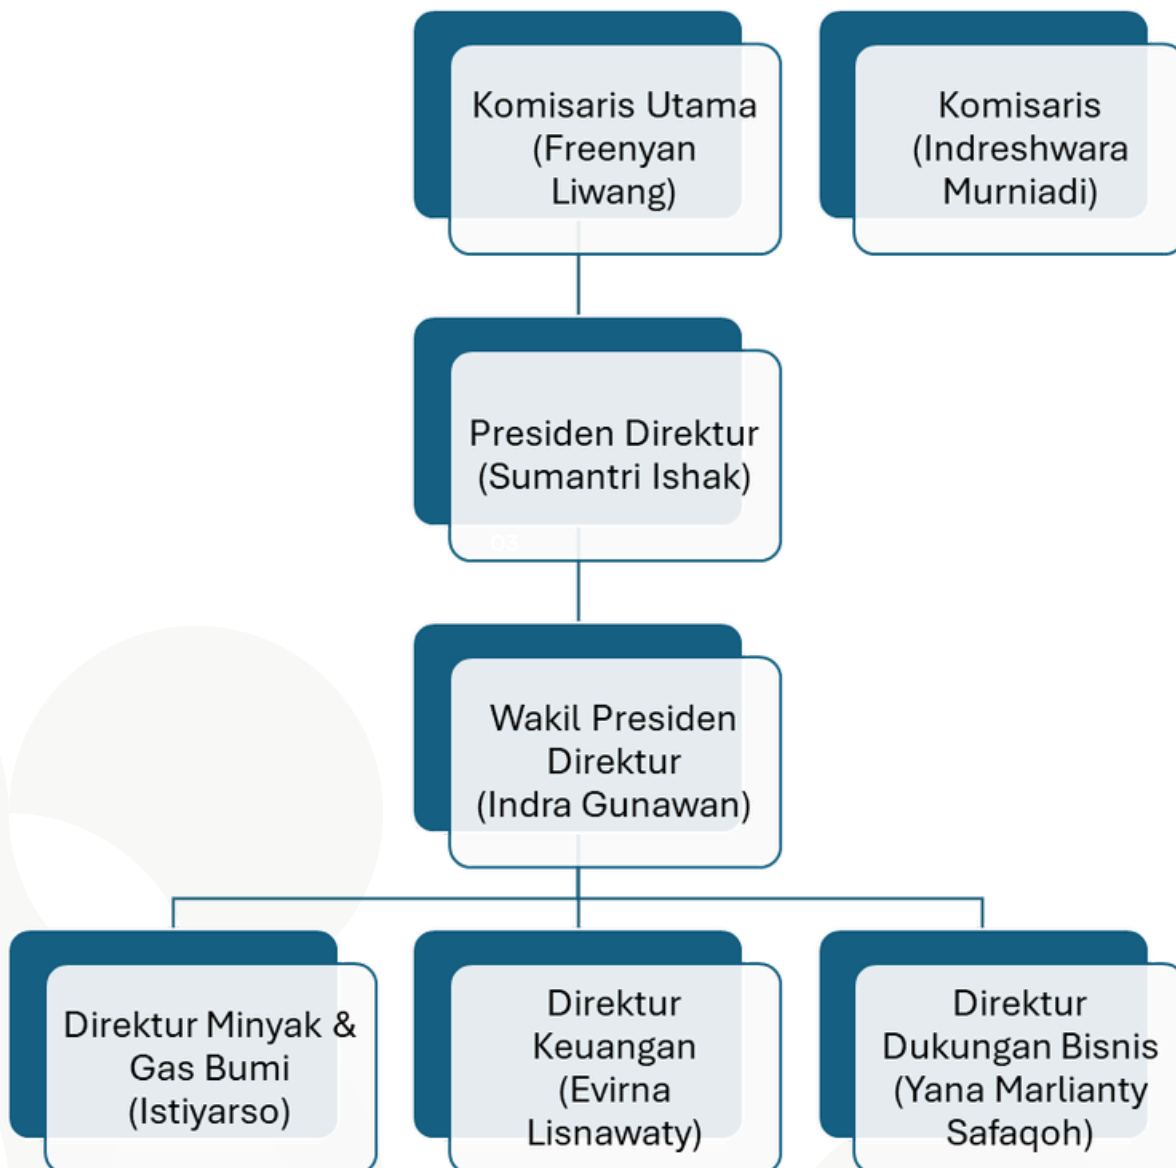 Komisaris Utama
(Freenyan
Liwang)
Komisaris
(Indreshwara
Murniadi)
Presiden Direktur
(Sumantri Ishak)
03
Wakil Presiden
Direktur
(Indra Gunawan)
Direktur Minyak &
Gas Bumi
(Istiyarso)
Direktur
Keuangan
(Evirna
Lisnawaty)
Direktur
Dukungan Bisnis
(Yana Marlianty
Safaqoh)